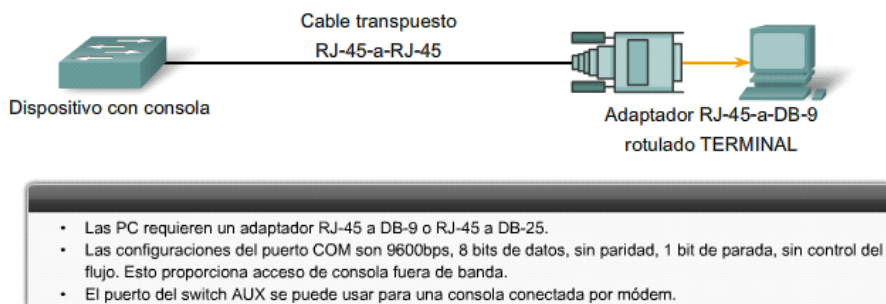 Cable transpuesto
RJ-45-a-RJ-45
Dispositivo con consola
Adaptador RJ-45-a-DB-9
rotulado TERMINAL
• Las PC requieren un adaptador RJ-45 a DB-9 o RJ-45 a DB-25.
• Las configuraciones del puerto COM son 9600bps, 8 bits de datos, sin paridad, 1 bit de parada, sin control del
flujo. Esto proporciona acceso de consola fuera de banda.
• El puerto del switch AUX se puede usar para una consola conectada por módem.